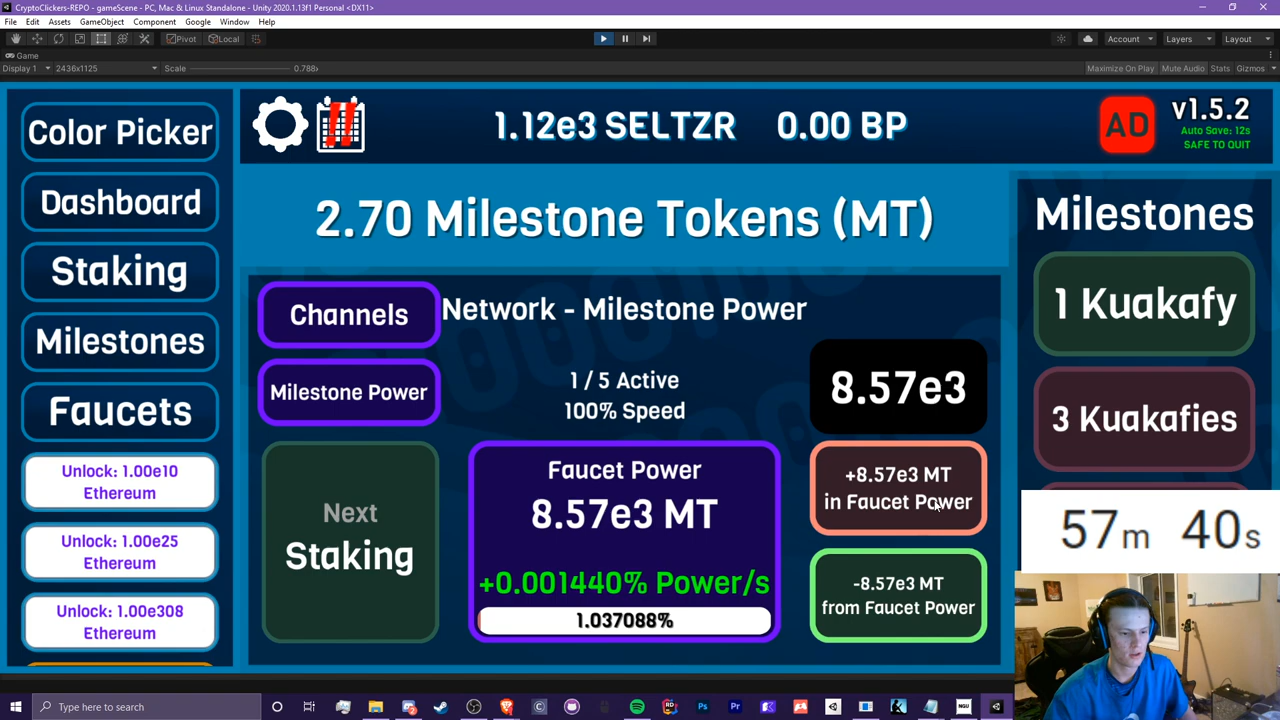 CryptoClickers-REPO - gameScene - PC, Mac & Linux Standalone - Unity 2020.1.13f1 Personal <DX11>
File Edit Assets GameObject Component Google Window Help
Pivot Local Account Layers Layout
Game
Display 1 2436x1125 Scale 0.788x Maximize On Play Mute Audio Stats Gizmos
Color Picker
Dashboard
Staking
Milestones
Faucets
Unlock: 1.00e10
Ethereum
Unlock: 1.00e25
Ethereum
Unlock: 1.00e308
Ethereum
1.12e3 SELTZR 0.00 BP
AD
v1.5.2
Auto Save: 12s
SAFE TO QUIT
2.70 Milestone Tokens (MT)
Channels
Milestone Power
Network - Milestone Power
1 / 5 Active
100% Speed
8.57e3
Next
Staking
Faucet Power
8.57e3 MT
+0.001440% Power/s
1.037088%
+8.57e3 MT
in Faucet Power
-8.57e3 MT
from Faucet Power
Milestones
1 Kuakafy
3 Kuakafies
57m 40s
Type here to search